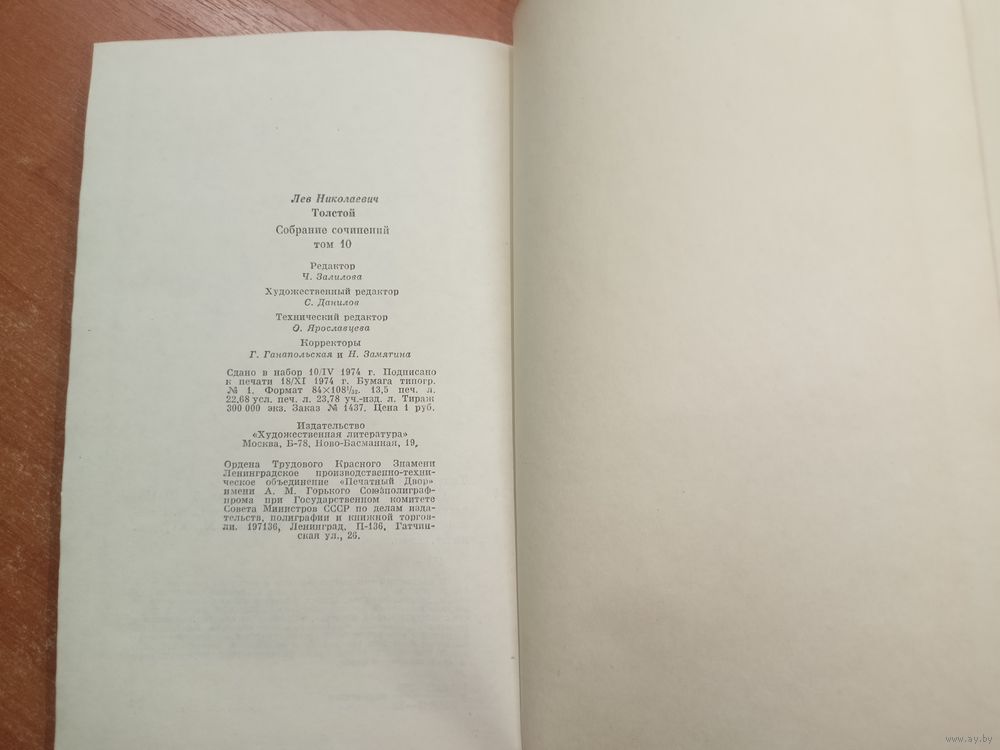 Лев Николаевич
Толстой
Собрание сочинений
том 10
Редактор
Ч. Залилова
Художественный редактор
С. Данилов
Технический редактор
О. Ярославцева
Корректоры
Г. Ганапольская и Н. Замятина
Сдано в набор 10/IV 1974 г. Подписано
к печати 18/XI 1974 г. Бумага типогр.
№ 1. Формат 84×108¹/₃₂. 13,5 печ. л.
22,68 усл. печ. л. 23,78 уч.-изд. л. Тираж
300 000 экз. Заказ № 1437. Цена 1 руб.
Издательство
«Художественная литература»
Москва, Б-78, Ново-Басманная, 19.
Ордена Трудового Красного Знамени
Ленинградское производственно-техни-
ческое объединение «Печатный Двор»
имени А. М. Горького Союзполиграф-
прома при Государственном комитете
Совета Министров СССР по делам изда-
тельств, полиграфии и книжной торгов-
ли. 197136, Ленинград, П-136, Гатчин-
ская ул., 26.
www.ay.by